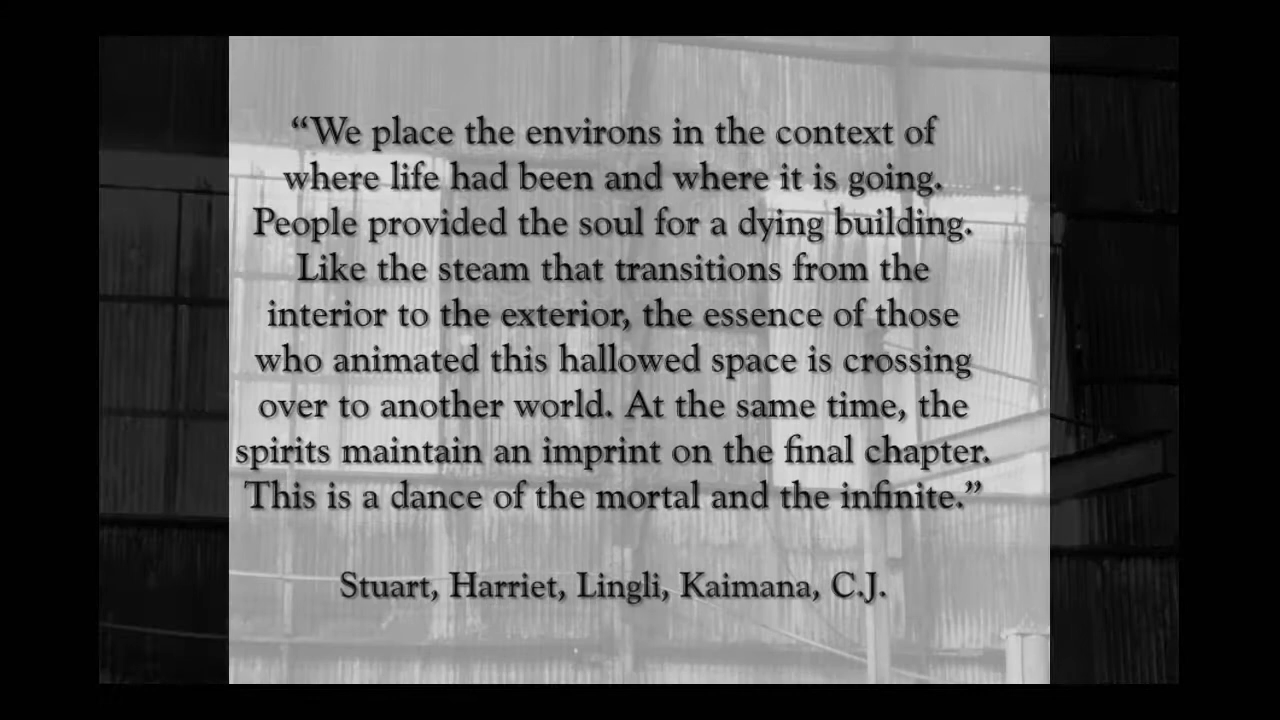 “We place the environs in the context of
where life had been and where it is going.
People provided the soul for a dying building.
Like the steam that transitions from the
interior to the exterior, the essence of those
who animated this hallowed space is crossing
over to another world. At the same time, the
spirits maintain an imprint on the final chapter.
This is a dance of the mortal and the infinite.”
Stuart, Harriet, Lingli, Kaimana, C.J.